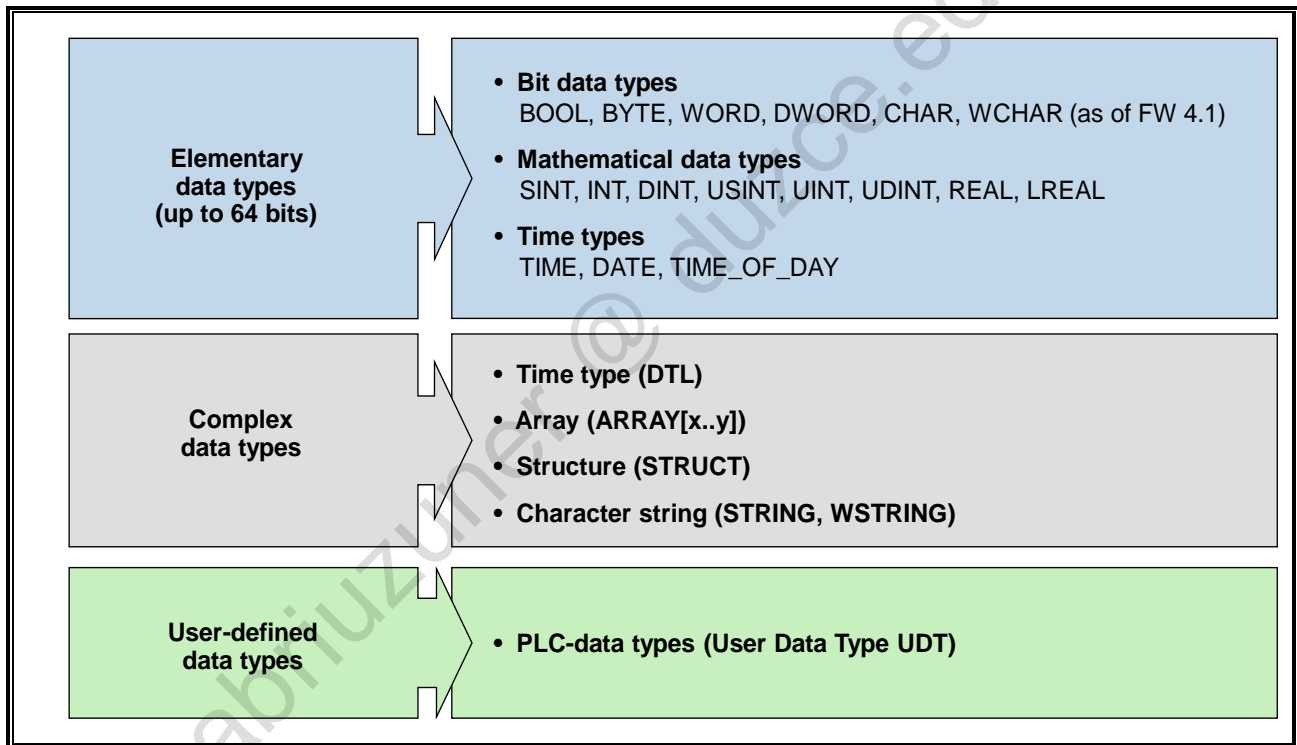 Elementary
data types
(up to 64 bits)
• Bit data types
BOOL, BYTE, WORD, DWORD, CHAR, WCHAR (as of FW 4.1)
• Mathematical data types
SINT, INT, DINT, USINT, UINT, UDINT, REAL, LREAL
• Time types
TIME, DATE, TIME_OF_DAY
Complex
data types
• Time type (DTL)
• Array (ARRAY[x..y])
• Structure (STRUCT)
• Character string (STRING, WSTRING)
User-defined
data types
• PLC-data types (User Data Type UDT)
abriuzuner @ duzce.ed